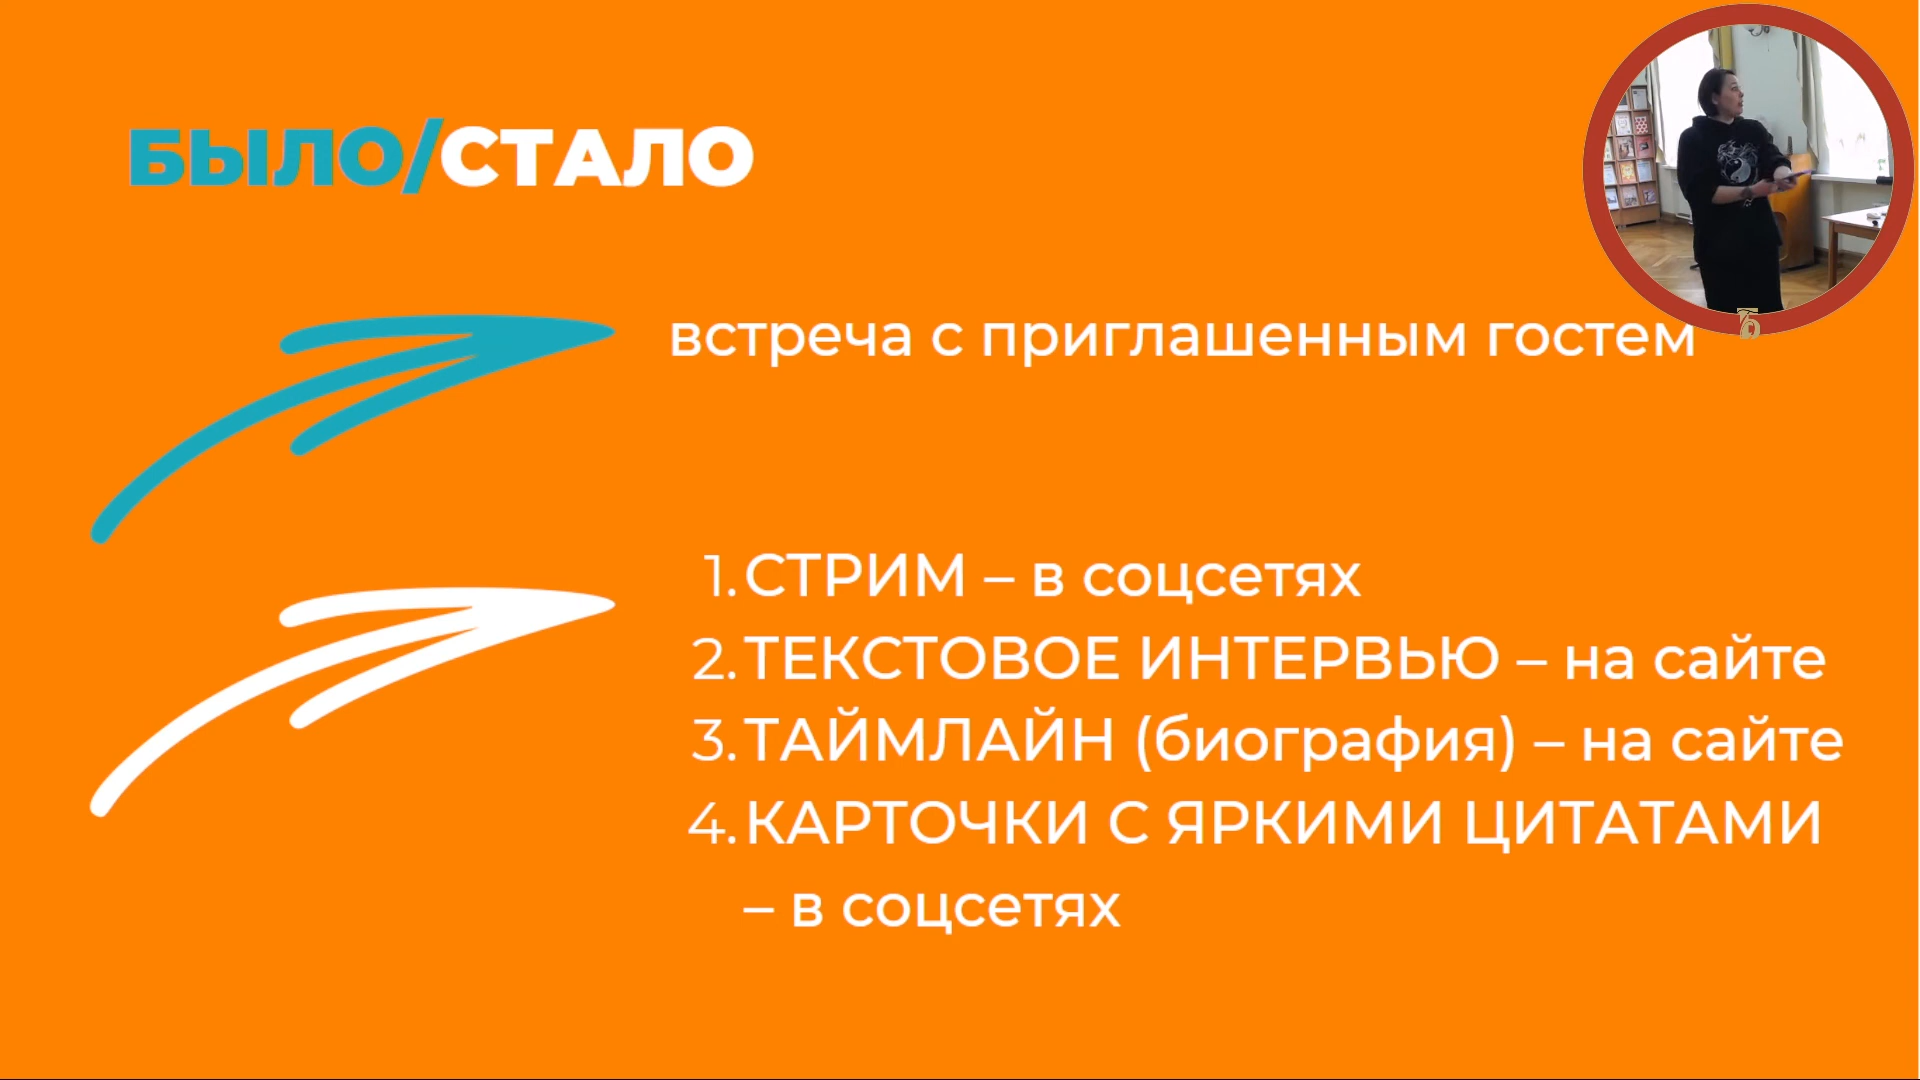 БЫЛО/СТАЛО
встреча с приглашенным гостем
1. СТРИМ – в соцсетях
2. ТЕКСТОВОЕ ИНТЕРВЬЮ – на сайте
3. ТАЙМЛАЙН (биография) – на сайте
4. КАРТОЧКИ С ЯРКИМИ ЦИТАТАМИ
– в соцсетях